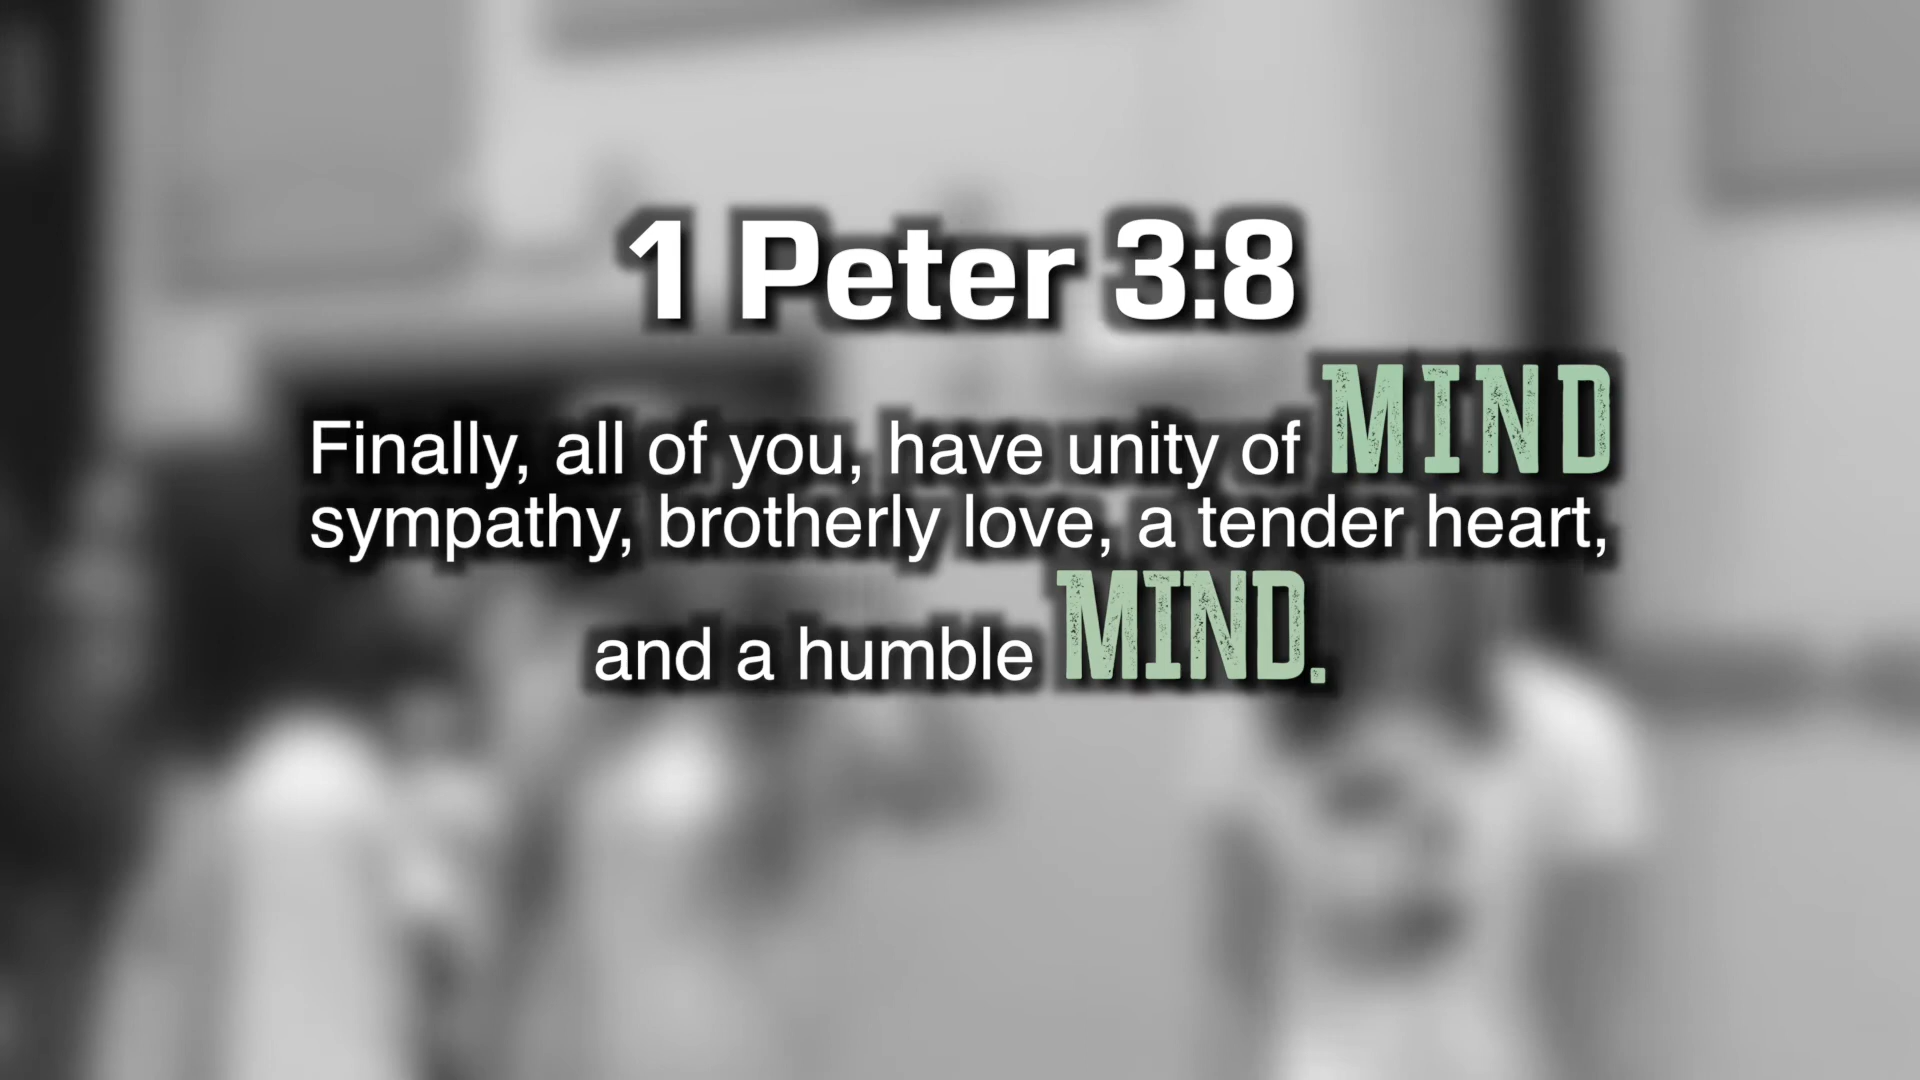 1 Peter 3:8
Finally, all of you, have unity of MIND
sympathy, brotherly love, a tender heart,
and a humble MIND.